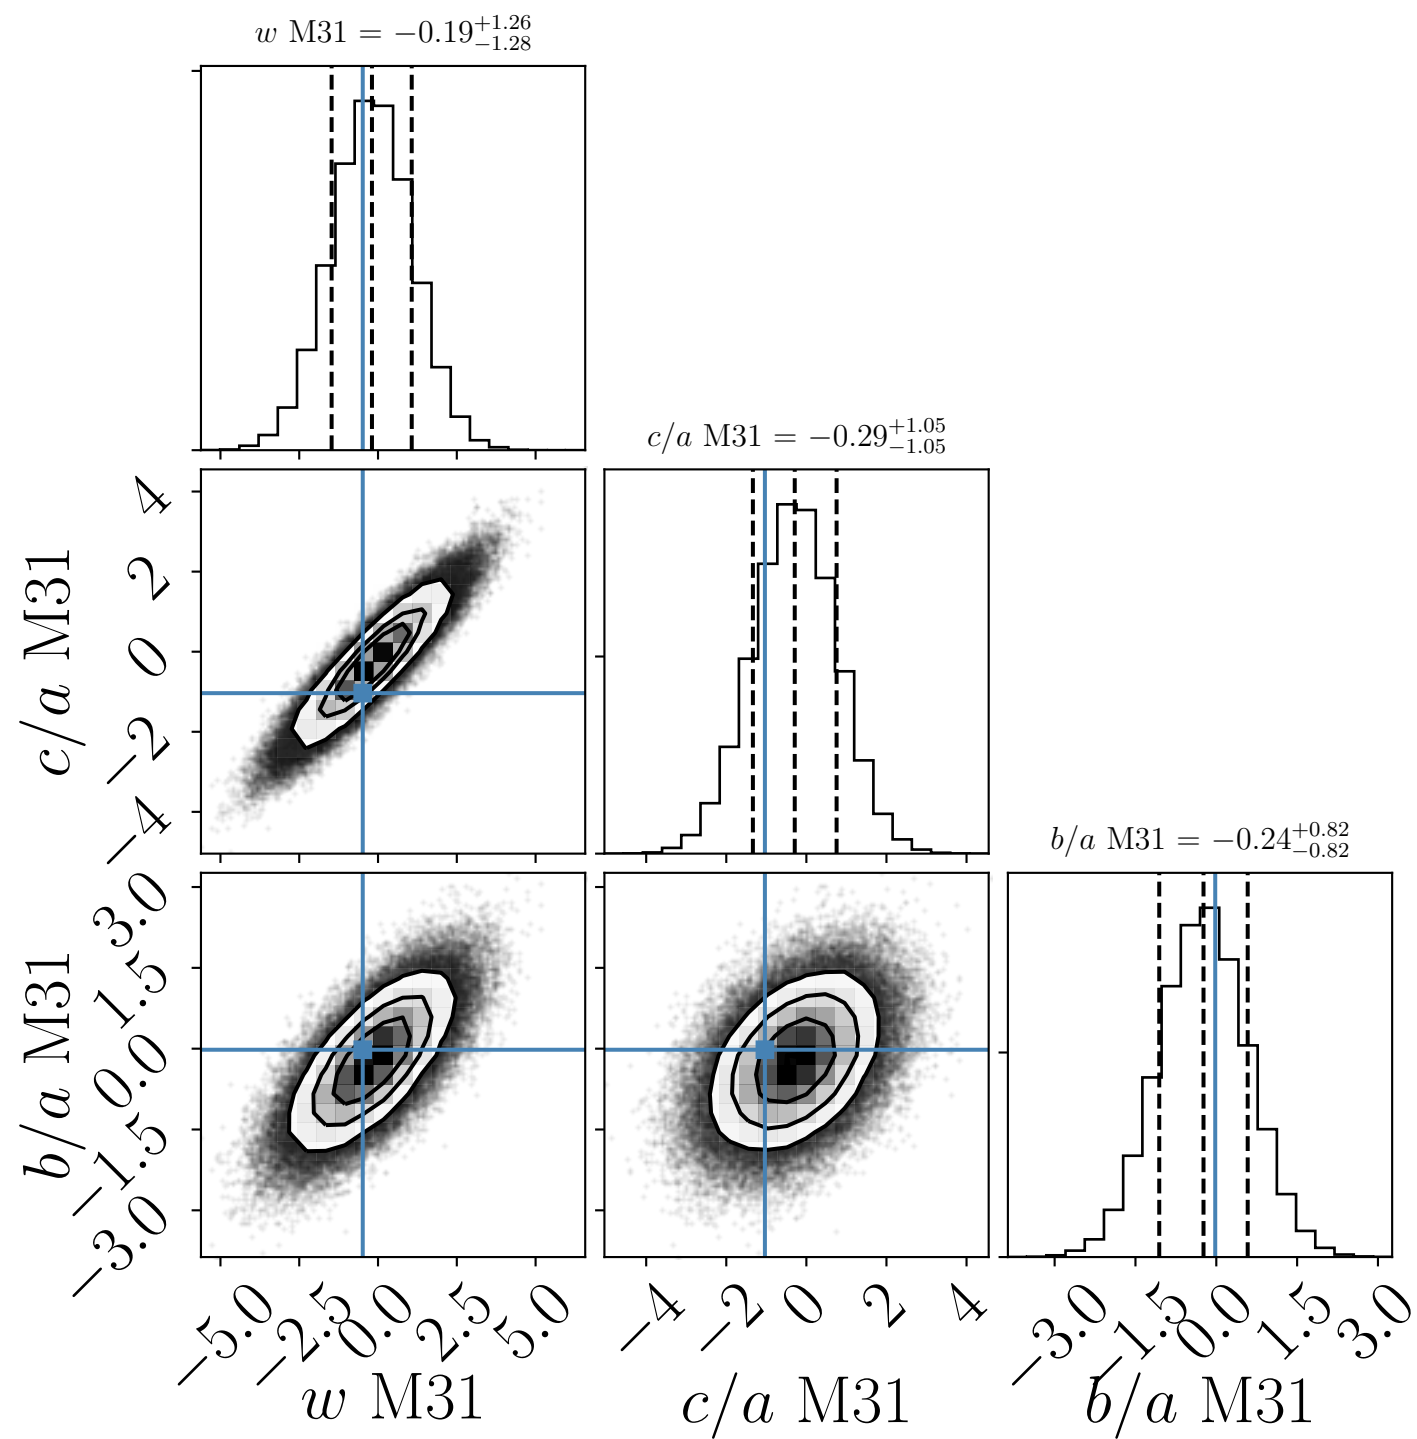 w M31 = −0.19+1.26−1.28
c/a M31
4
2
0
−2
−4
c/a M31 = −0.29+1.05−1.05
b/a M31
3.0
1.5
0.0
−1.5
−3.0
b/a M31 = −0.24+0.82−0.82
−5.0 −2.5 0.0 2.5 5.0
w M31
−4 −2 0 2 4
c/a M31
−3.0 −1.5 0.0 1.5 3.0
b/a M31